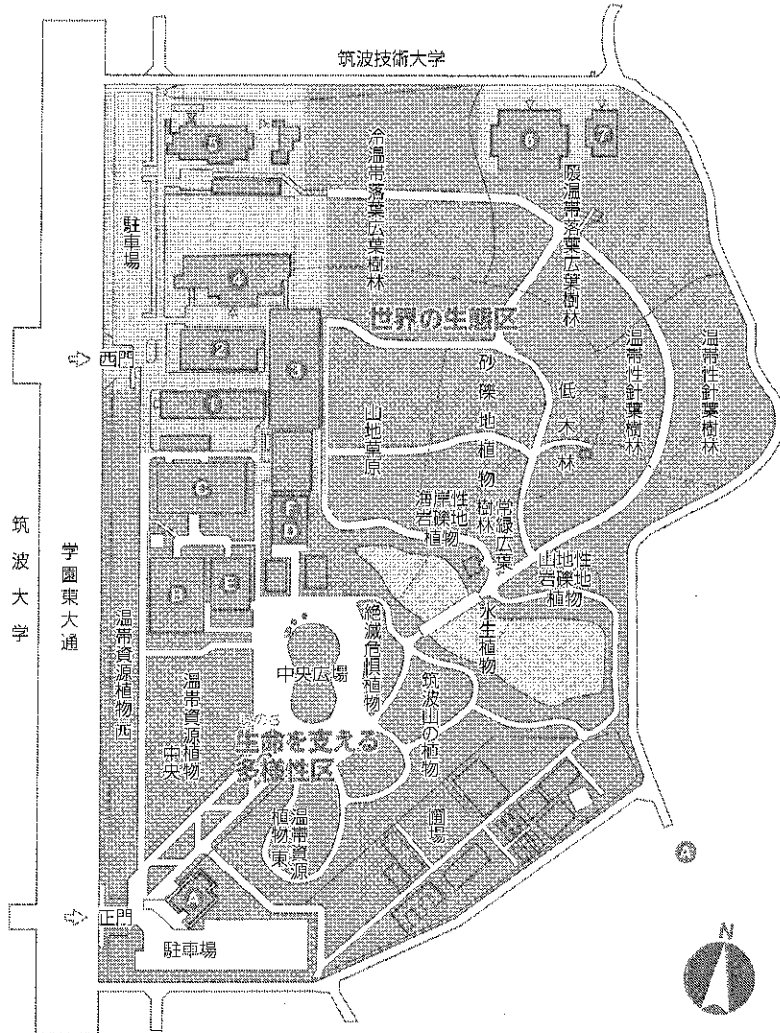 筑波技術大学
冷温帯落葉広葉樹林
暖温帯落葉広葉樹林
5
6
7
駐車場
4
世界の生態区
2
3
西門
1
山地草原
砂礫地植物
低木林
温帯性針葉樹林
温帯性針葉樹林
C
F
D
海岸性
岩礫地
植物
常緑広葉
樹林
筑波大学
学園東大通
B
E
山地性
岩礫地
植物
水生植物
温帯資源植物西
温帯資源植物
中央
中央広場
絶滅危惧植物
筑波山の植物
生命を支える
多様性区
温帯資源
植物東
圃場
A
A
正門
駐車場
N